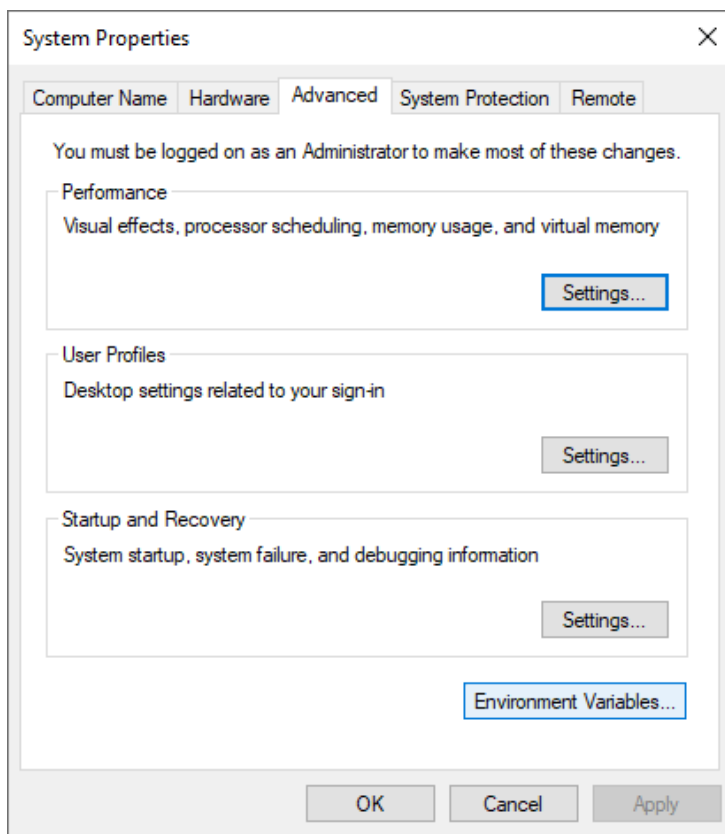 System Properties
Computer Name Hardware Advanced System Protection Remote
You must be logged on as an Administrator to make most of these changes.
Performance
Visual effects, processor scheduling, memory usage, and virtual memory
Settings...
User Profiles
Desktop settings related to your sign-in
Settings...
Startup and Recovery
System startup, system failure, and debugging information
Settings...
Environment Variables...
OK Cancel Apply